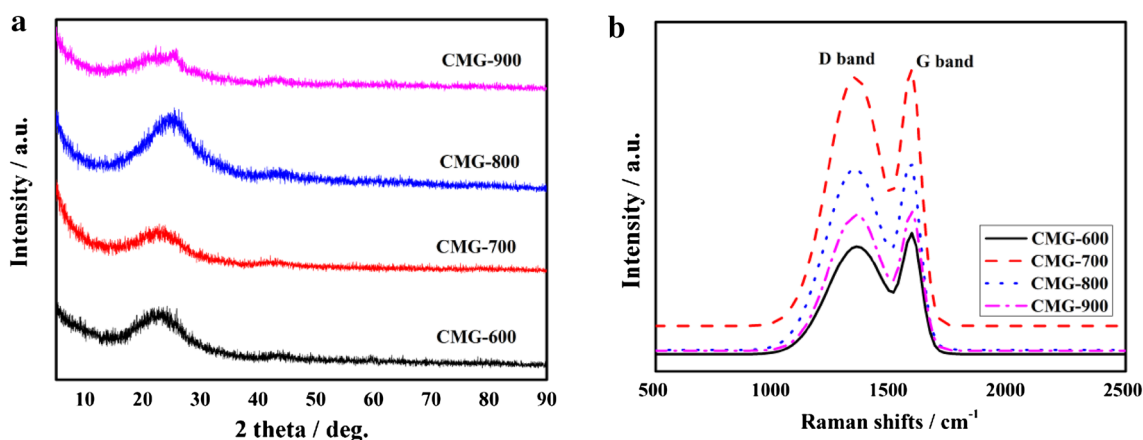 a
CMG-900
CMG-800
CMG-700
CMG-600
Intensity / a.u.
10 20 30 40 50 60 70 80 90
2 theta / deg.
b
D band G band
Intensity / a.u.
CMG-600
CMG-700
CMG-800
CMG-900
500 1000 1500 2000 2500
Raman shifts / cm⁻¹